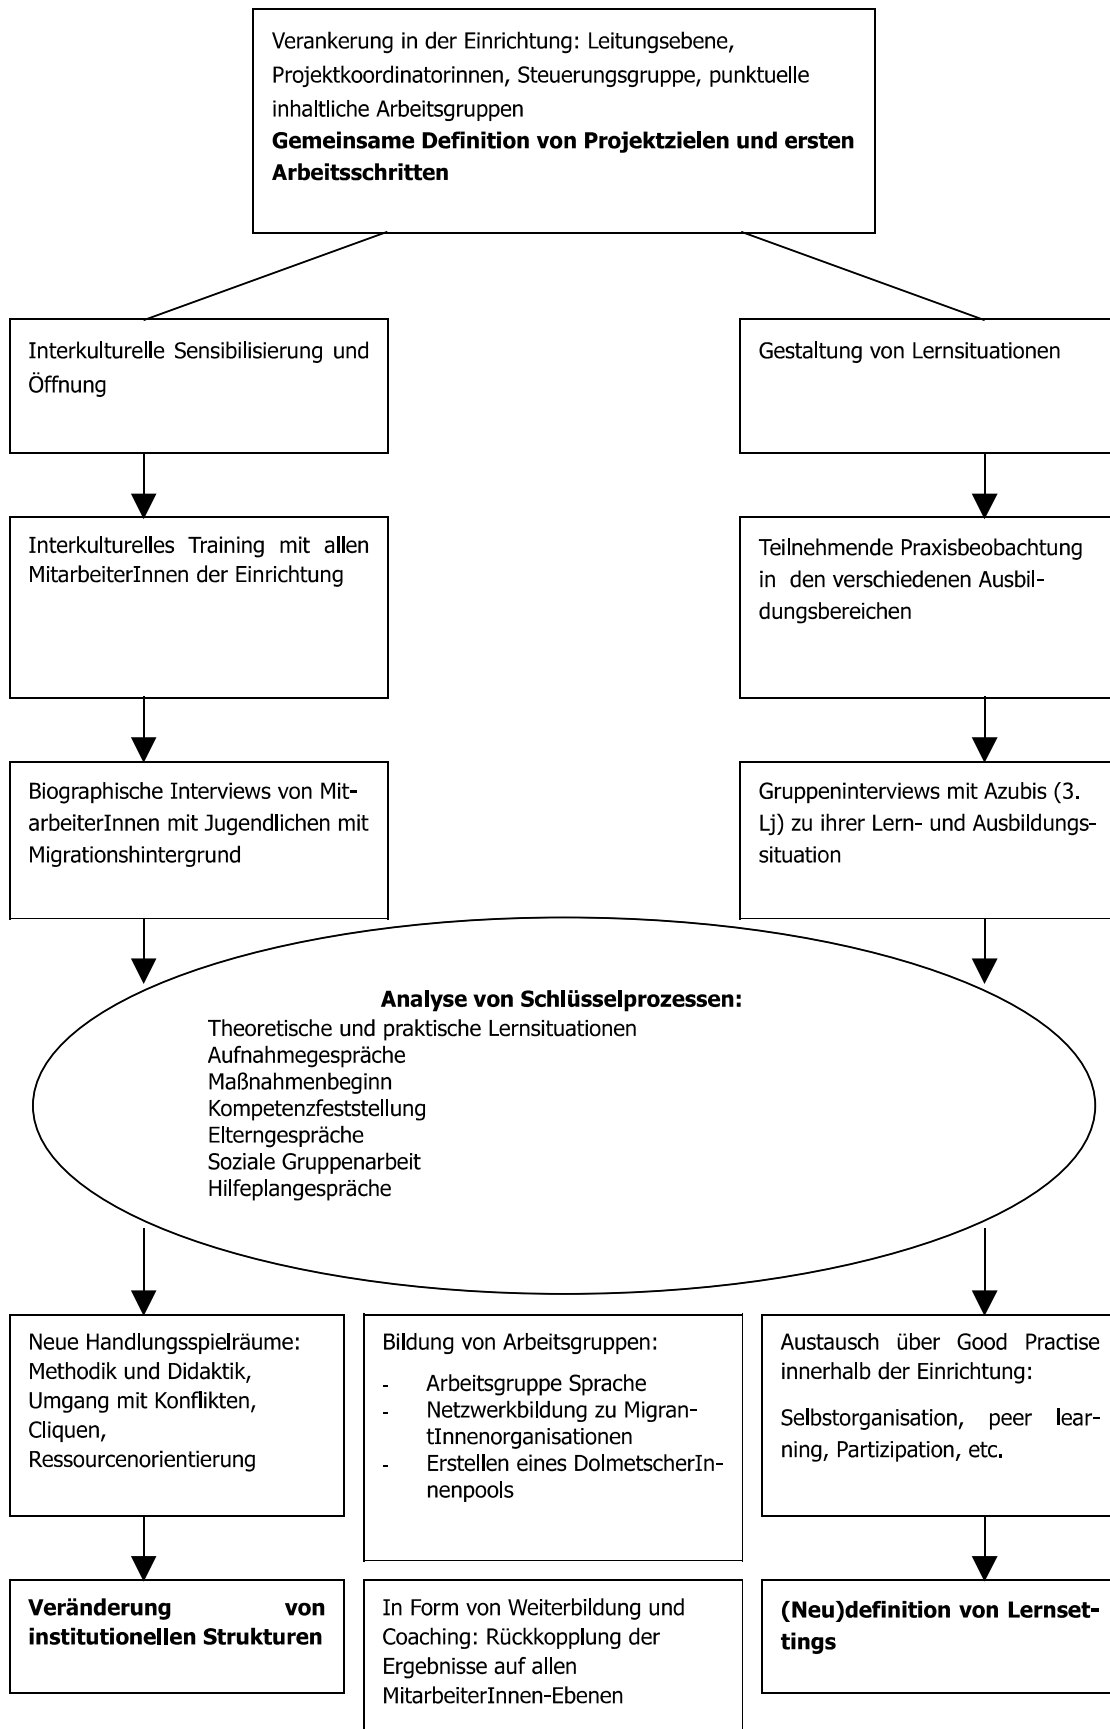 Verankerung in der Einrichtung: Leitungsebene,
Projektkoordinatorinnen, Steuerungsgruppe, punktuelle
inhaltliche Arbeitsgruppen
Gemeinsame Definition von Projektzielen und ersten
Arbeitsschritten
Interkulturelle Sensibilisierung und
Öffnung
Gestaltung von Lernsituationen
Interkulturelles Training mit allen
MitarbeiterInnen der Einrichtung
Teilnehmende Praxisbeobachtung
in den verschiedenen Ausbil-
dungsbereichen
Biographische Interviews von Mit-
arbeiterInnen mit Jugendlichen mit
Migrationshintergrund
Gruppeninterviews mit Azubis (3.
Lj) zu ihrer Lern- und Ausbildungs-
situation
Analyse von Schlüsselprozessen:
Theoretische und praktische Lernsituationen
Aufnahmegespräche
Maßnahmenbeginn
Kompetenzfeststellung
Elterngespräche
Soziale Gruppenarbeit
Hilfeplangespräche
Neue Handlungsspielräume:
Methodik und Didaktik,
Umgang mit Konflikten,
Cliquen,
Ressourcenorientierung
Bildung von Arbeitsgruppen:
- Arbeitsgruppe Sprache
- Netzwerkbildung zu Migran-
tInnenorganisationen
- Erstellen eines DolmetscherIn-
nenpools
Austausch über Good Practise
innerhalb der Einrichtung:
Selbstorganisation, peer lear-
ning, Partizipation, etc.
Veränderung von
institutionellen Strukturen
In Form von Weiterbildung und
Coaching: Rückkopplung der
Ergebnisse auf allen
MitarbeiterInnen-Ebenen
(Neu)definition von Lernset-
tings